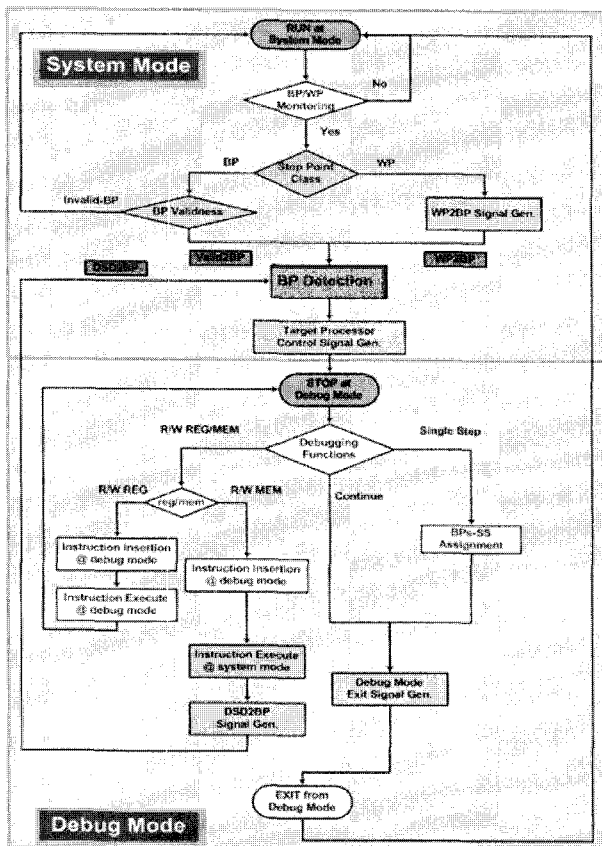 RUN at
System Mode
System Mode
BP/WP
Monitoring
No
Yes
BP
Stop Point
Class
WP
Invalid-BP
BP Validness
WP2BP Signal Gen.
DSD2BP
Valid2BP
WP2BP
BP Detection
Target Processor
Control Signal Gen.
STOP at
Debug Mode
R/W REG/MEM
Debugging
Functions
Single Step
R/W REG
reg/mem
R/W MEM
Continue
Instruction Insertion
@ debug mode
Instruction Insertion
@ debug mode
BPs-SS
Assignment
Instruction Execute
@ debug mode
Instruction Execute
@ system mode
Debug Mode
Exit Signal Gen.
DSD2BP
Signal Gen.
EXIT from
Debug Mode
Debug Mode